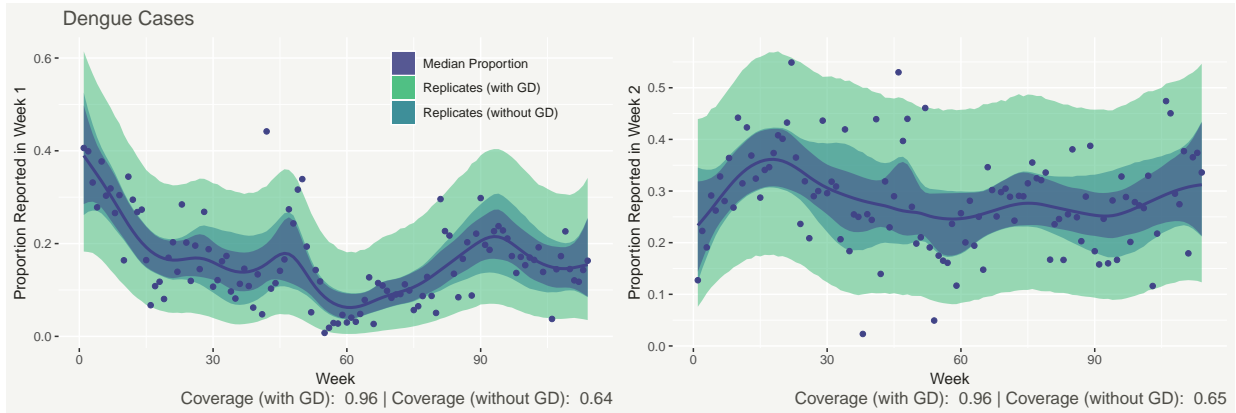 Dengue Cases
Proportion Reported in Week 1
0.6
0.4
0.2
0.0
Median Proportion
Replicates (with GD)
Replicates (without GD)
0
30
60
90
Week
Coverage (with GD): 0.96 | Coverage (without GD): 0.64
Proportion Reported in Week 2
0.5
0.4
0.3
0.2
0.1
0.0
0
30
60
90
Week
Coverage (with GD): 0.96 | Coverage (without GD): 0.65